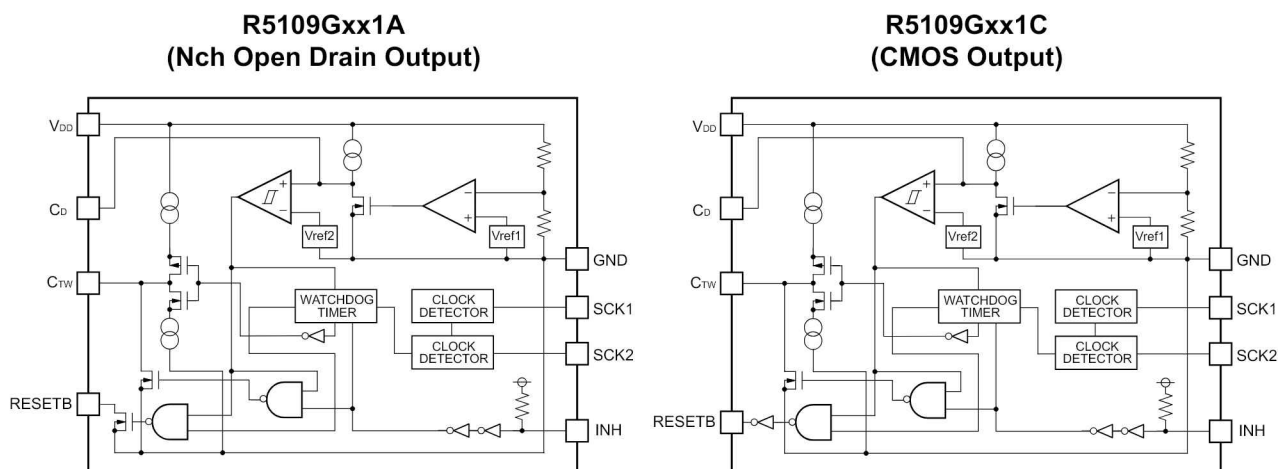 R5109Gxx1A
(Nch Open Drain Output)
VDD
CD
CTW
RESETB
+
−
Vref2
−
+
Vref1
WATCHDOG
TIMER
CLOCK
DETECTOR
CLOCK
DETECTOR
GND
SCK1
SCK2
INH
R5109Gxx1C
(CMOS Output)
VDD
CD
CTW
RESETB
+
−
Vref2
−
+
Vref1
WATCHDOG
TIMER
CLOCK
DETECTOR
CLOCK
DETECTOR
GND
SCK1
SCK2
INH